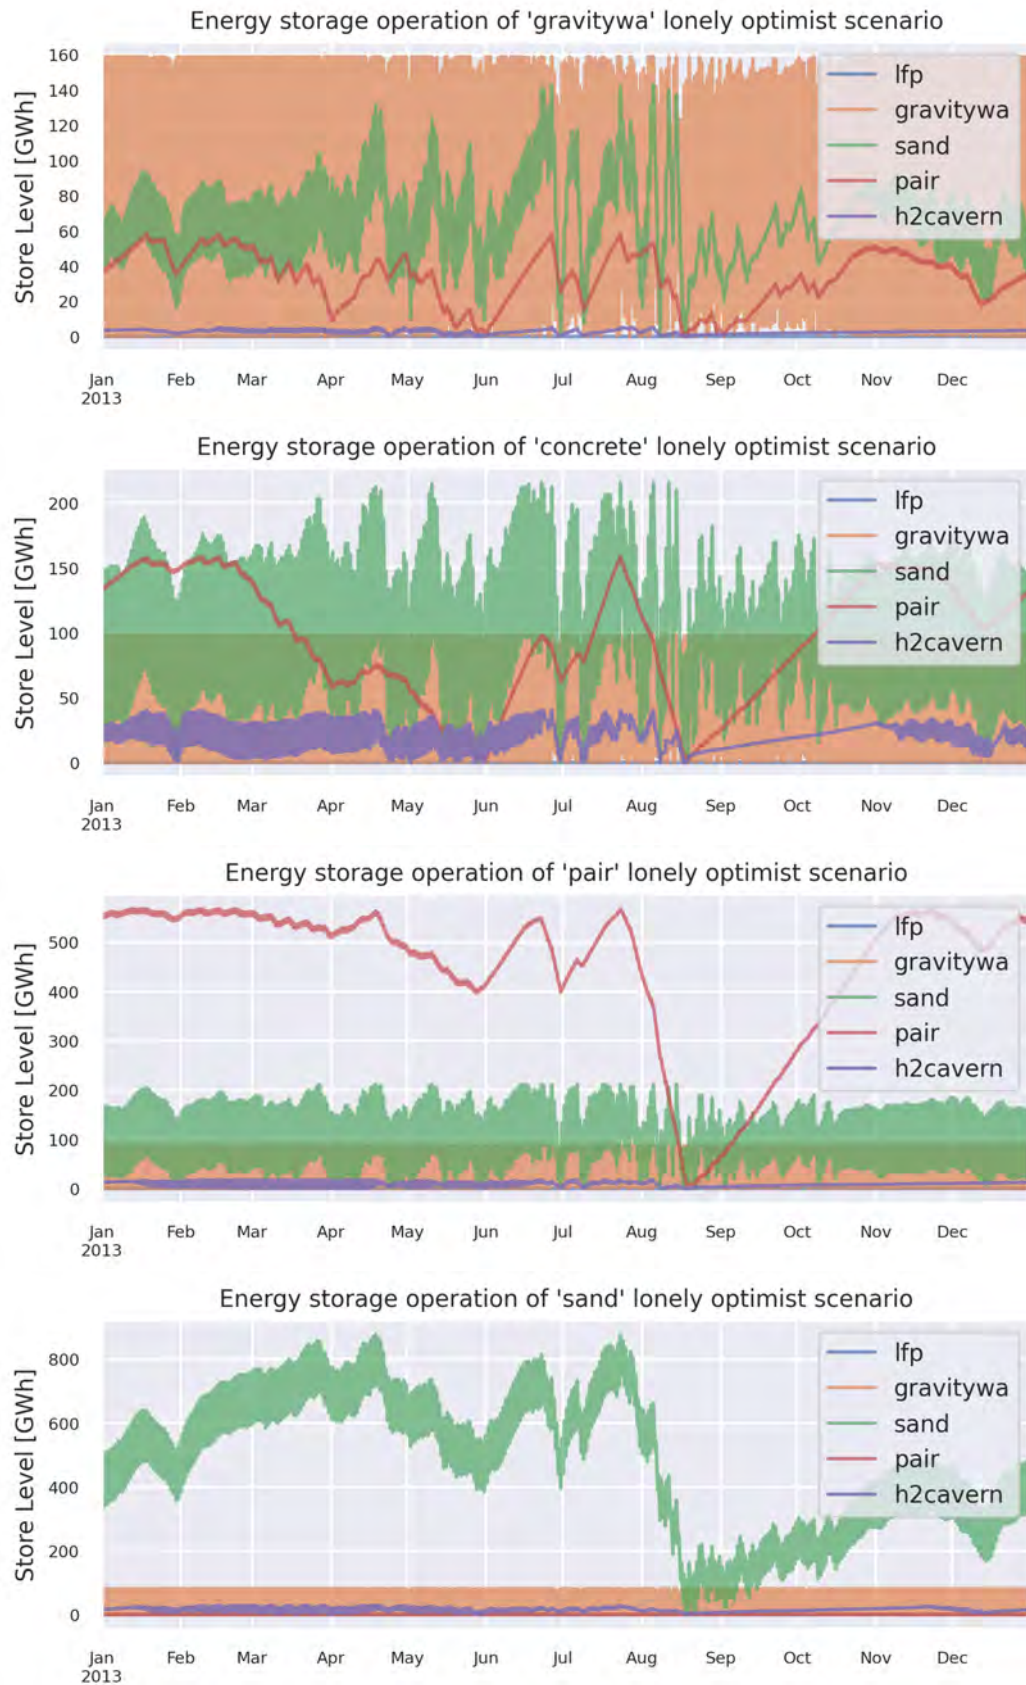 Energy storage operation of 'gravitywa' lonely optimist scenario
Store Level [GWh]
160
140
120
100
80
60
40
20
0
lfp
gravitywa
sand
pair
h2cavern
Jan Feb Mar Apr May Jun Jul Aug Sep Oct Nov Dec
2013
Energy storage operation of 'concrete' lonely optimist scenario
Store Level [GWh]
200
150
100
50
0
lfp
gravitywa
sand
pair
h2cavern
Jan Feb Mar Apr May Jun Jul Aug Sep Oct Nov Dec
2013
Energy storage operation of 'pair' lonely optimist scenario
Store Level [GWh]
500
400
300
200
100
0
lfp
gravitywa
sand
pair
h2cavern
Jan Feb Mar Apr May Jun Jul Aug Sep Oct Nov Dec
2013
Energy storage operation of 'sand' lonely optimist scenario
Store Level [GWh]
800
600
400
200
0
lfp
gravitywa
sand
pair
h2cavern
Jan Feb Mar Apr May Jun Jul Aug Sep Oct Nov Dec
2013